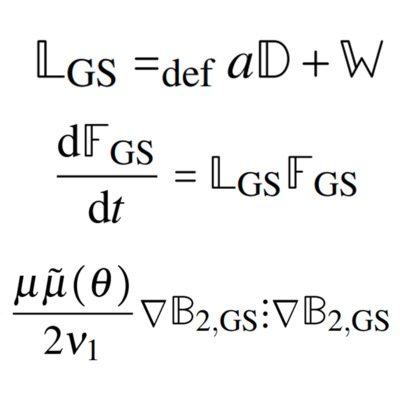 𝕃_GS =_def a𝔻 + 𝕎
d𝔽_GS/dt = 𝕃_GS 𝔽_GS
μμ̃(θ)/2ν₁ ∇𝔹_2,GS⋮∇𝔹_2,GS